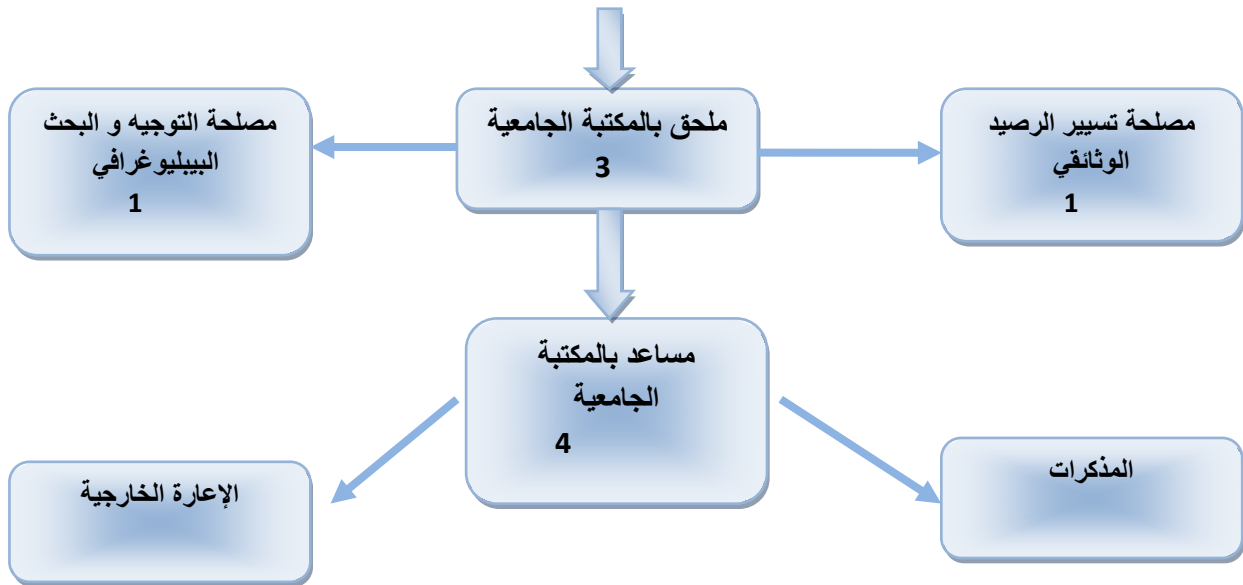 مصلحة تسيير الرصيد
الوثائقي
1
ملحق بالمكتبة الجامعية
3
مصلحة التوجيه و البحث
البيبليوغرافي
1
مساعد بالمكتبة
الجامعية
4
المذكرات
الإعارة الخارجية